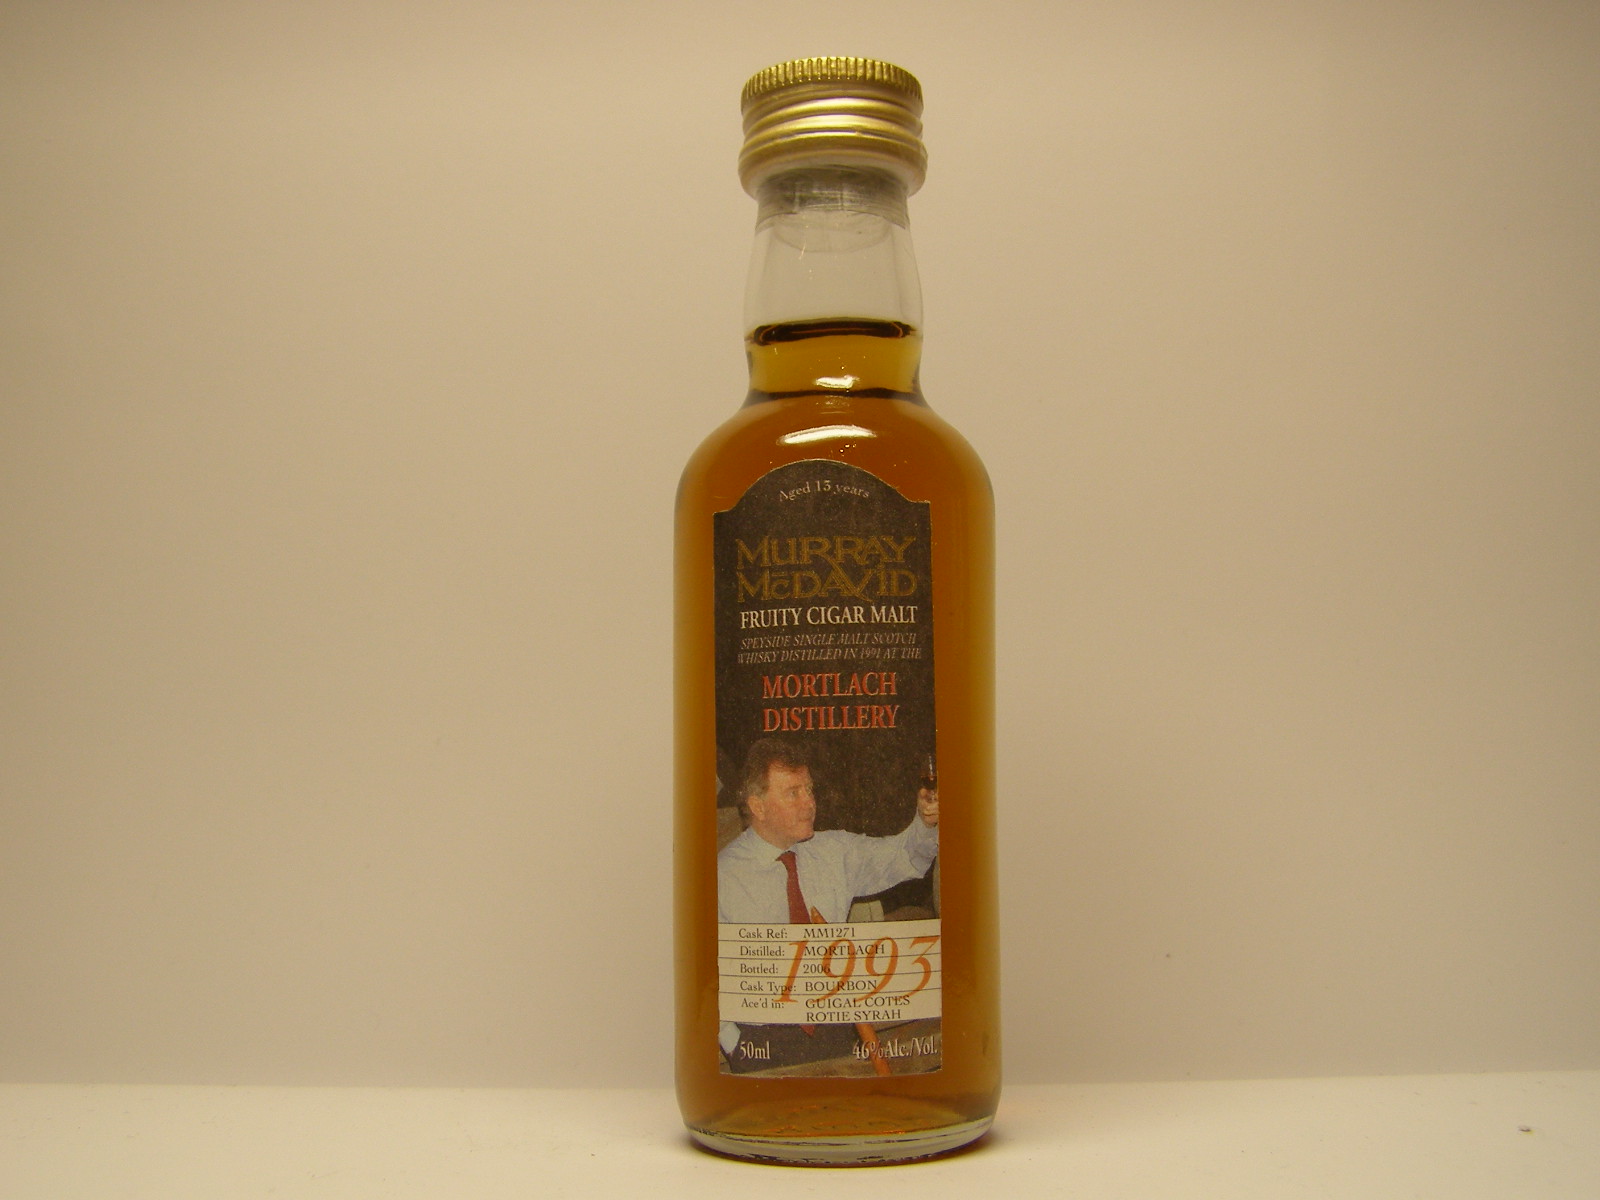 Aged 13 years
MURRAY
McDAVID
FRUITY CIGAR MALT
SPEYSIDE SINGLE MALT SCOTCH
WHISKY DISTILLED IN 1991 AT THE
MORTLACH
DISTILLERY
Cask Ref: MM1271
Distilled: MORTLACH
Bottled: 2006
Cask Type: BOURBON
Ace'd in: GUIGAL COTES
ROTIE SYRAH
1993
50ml 46% Alc./Vol.